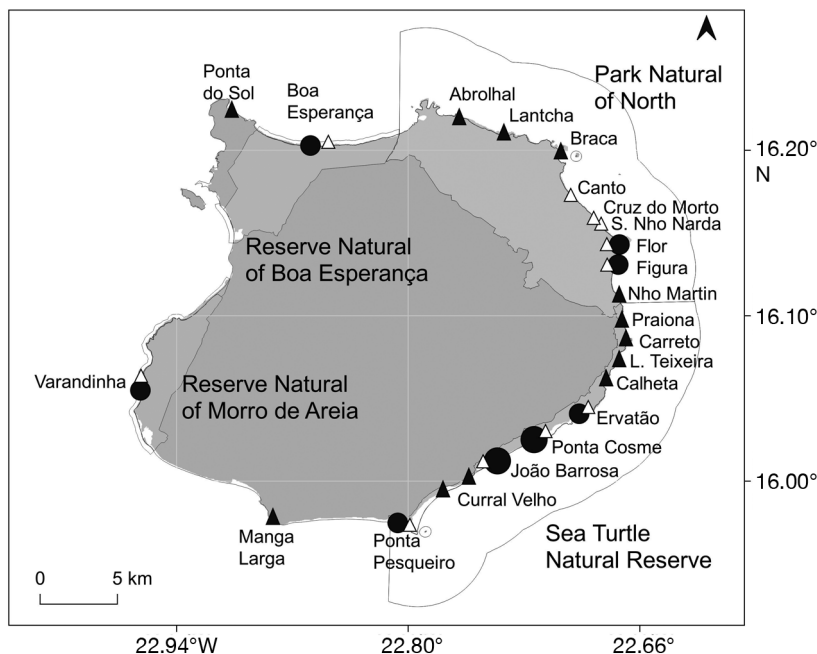 Ponta
do Sol
Boa
Esperança
Abrolhal
Lantcha
Braca
Park Natural
of North
16.20°
N
Canto
Cruz do Morto
S. Nho Narda
Flor
Figura
Nho Martin
Reserve Natural
of Boa Esperança
16.10°
Praiona
Carreto
L. Teixeira
Calheta
Varandinha
Reserve Natural
of Morro de Areia
Ervatão
Ponta Cosme
João Barrosa
16.00°
Curral Velho
Manga
Larga
Ponta
Pesqueiro
Sea Turtle
Natural Reserve
0 5 km
22.94°W 22.80° 22.66°